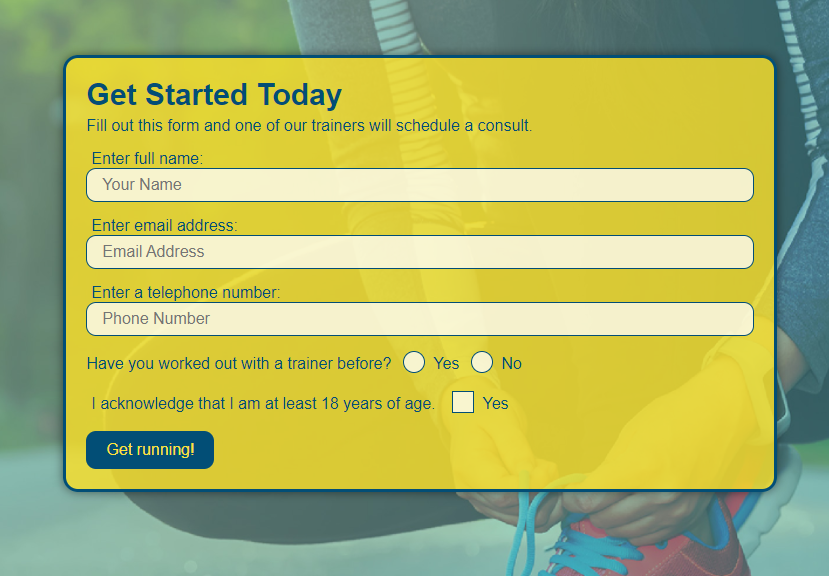 Get Started Today
Fill out this form and one of our trainers will schedule a consult.
Enter full name:
Your Name
Enter email address:
Email Address
Enter a telephone number:
Phone Number
Have you worked out with a trainer before? Yes No
I acknowledge that I am at least 18 years of age. Yes
Get running!